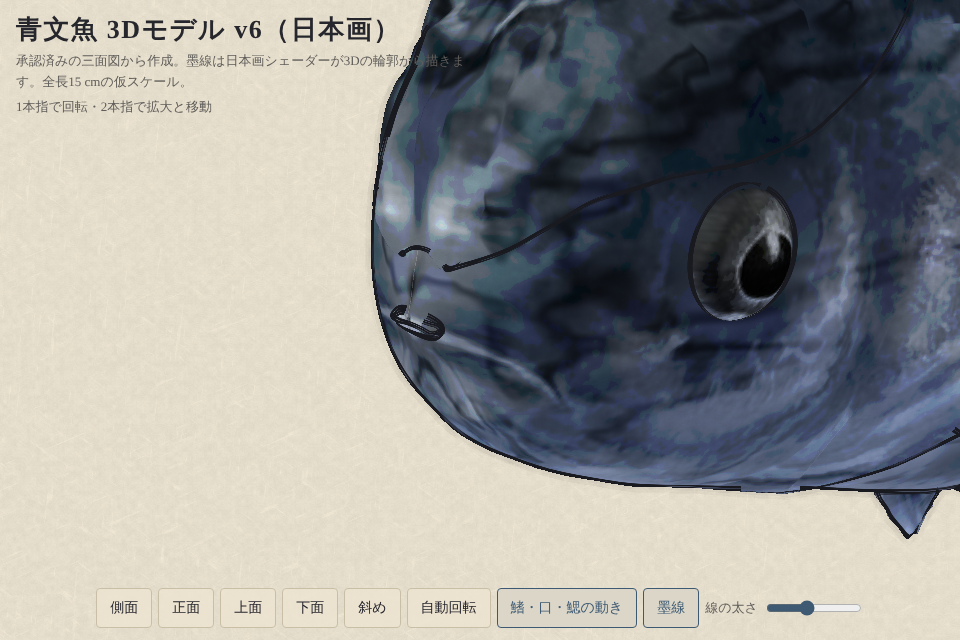 青文魚 3Dモデル v6（日本画）
承認済みの三面図から作成。墨線は日本画シェーダーが3Dの輪郭から描きま
す。全長15 cmの仮スケール。
1本指で回転・2本指で拡大と移動
側面 正面 上面 下面 斜め 自動回転 鰭・口・鰓の動き 墨線 線の太さ